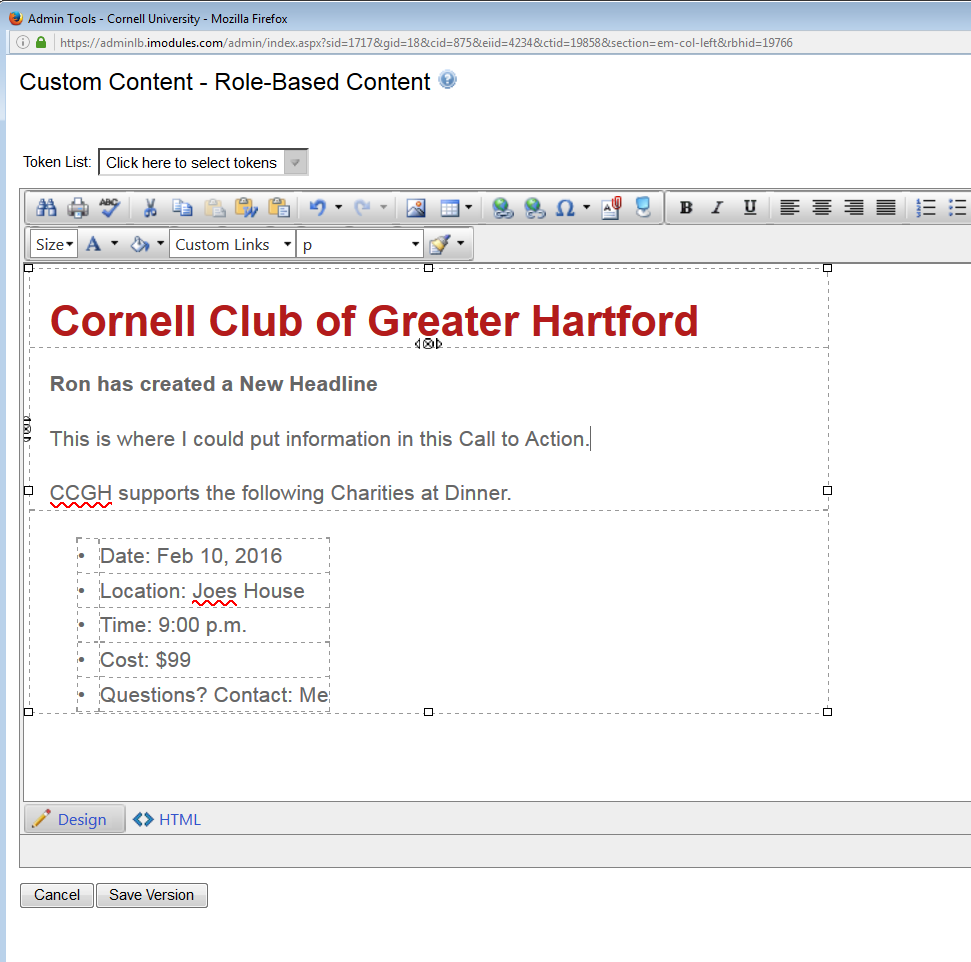 Admin Tools - Cornell University - Mozilla Firefox
https://adminlb.imodules.com/admin/index.aspx?sid=1717&gid=18&cid=875&eiid=4234&ctid=19858&section=em-col-left&rbhid=19766
Custom Content - Role-Based Content
Token List: Click here to select tokens
ABC Ω A B I U
Size A Custom Links p
Cornell Club of Greater Hartford
Ron has created a New Headline
This is where I could put information in this Call to Action.
CCGH supports the following Charities at Dinner.
• Date: Feb 10, 2016
• Location: Joes House
• Time: 9:00 p.m.
• Cost: $99
• Questions? Contact: Me
Design HTML
Cancel Save Version